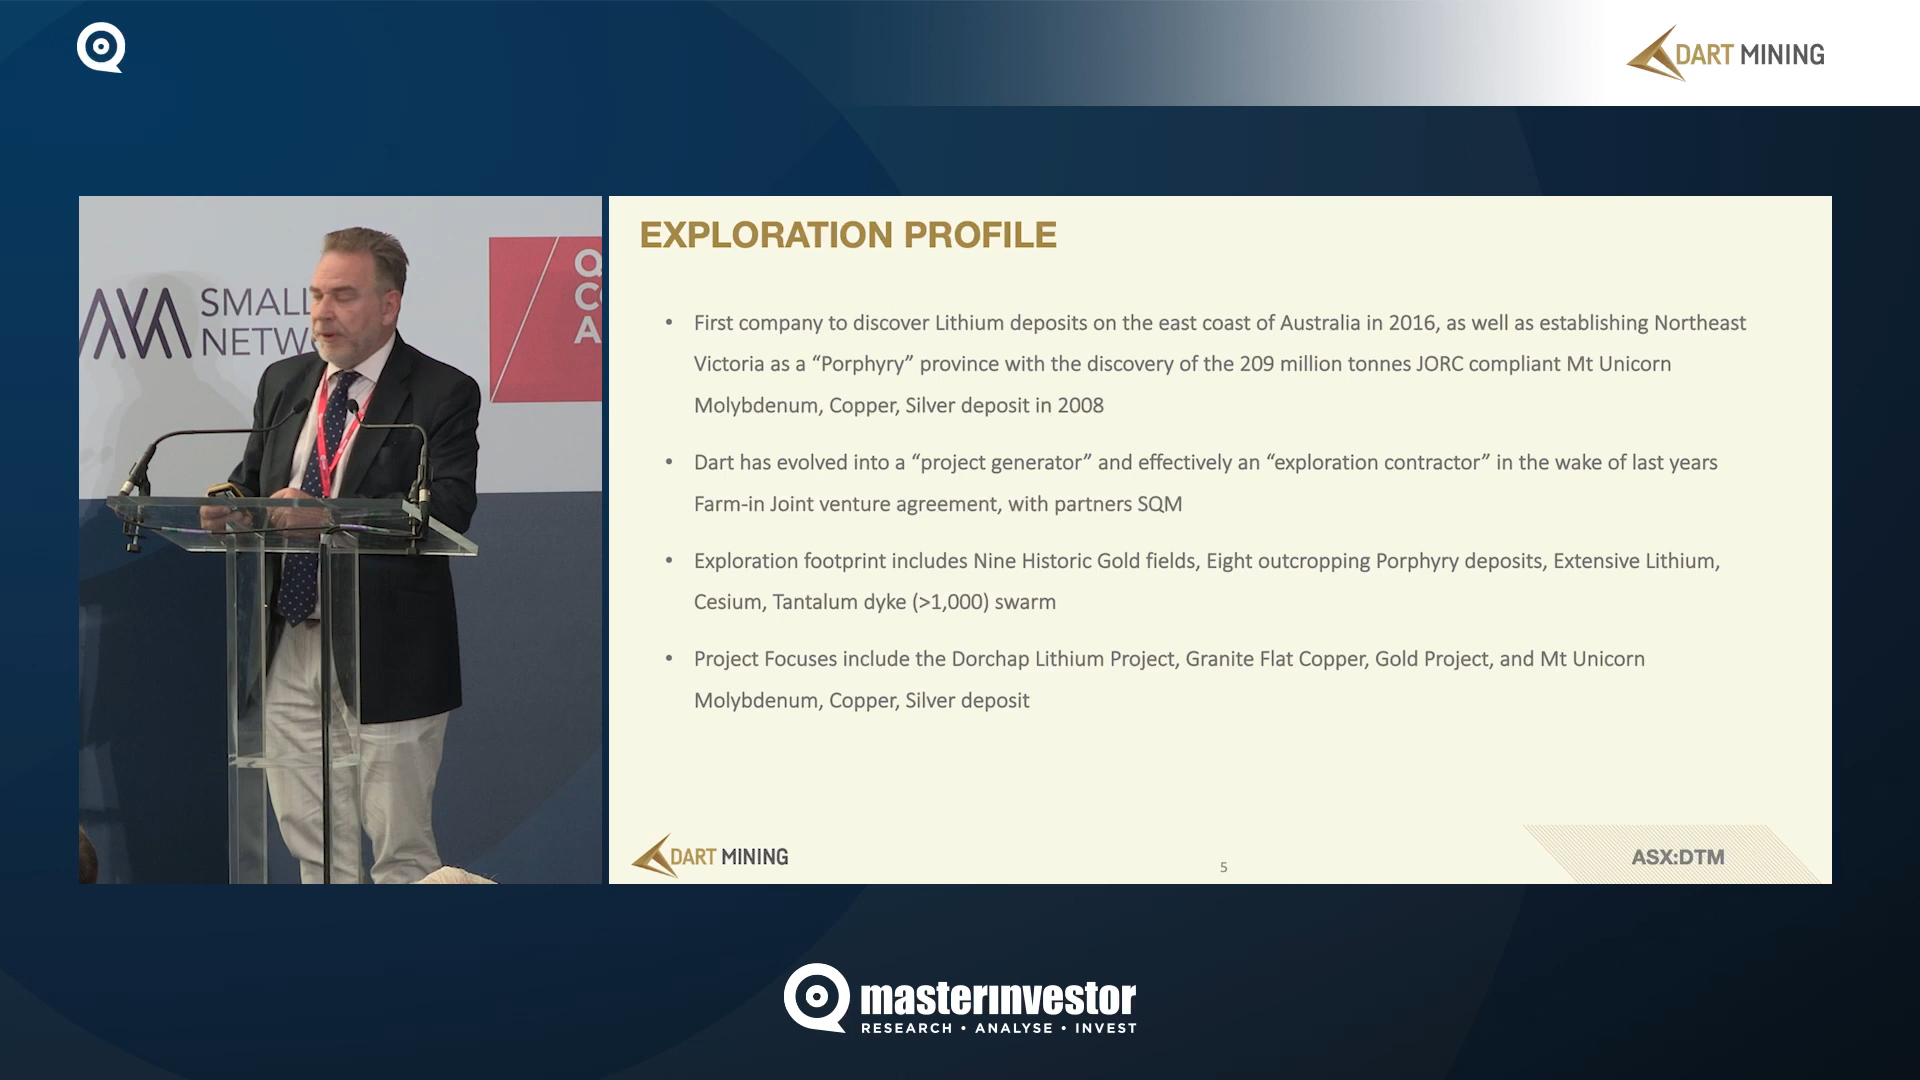 DART MINING
SMALL
NETW
Q
C
A
EXPLORATION PROFILE
• First company to discover Lithium deposits on the east coast of Australia in 2016, as well as establishing Northeast
Victoria as a “Porphyry” province with the discovery of the 209 million tonnes JORC compliant Mt Unicorn
Molybdenum, Copper, Silver deposit in 2008
• Dart has evolved into a “project generator” and effectively an “exploration contractor” in the wake of last years
Farm-in Joint venture agreement, with partners SQM
• Exploration footprint includes Nine Historic Gold fields, Eight outcropping Porphyry deposits, Extensive Lithium,
Cesium, Tantalum dyke (>1,000) swarm
• Project Focuses include the Dorchap Lithium Project, Granite Flat Copper, Gold Project, and Mt Unicorn
Molybdenum, Copper, Silver deposit
DART MINING
5
ASX:DTM
masterınvestor
RESEARCH • ANALYSE • INVEST